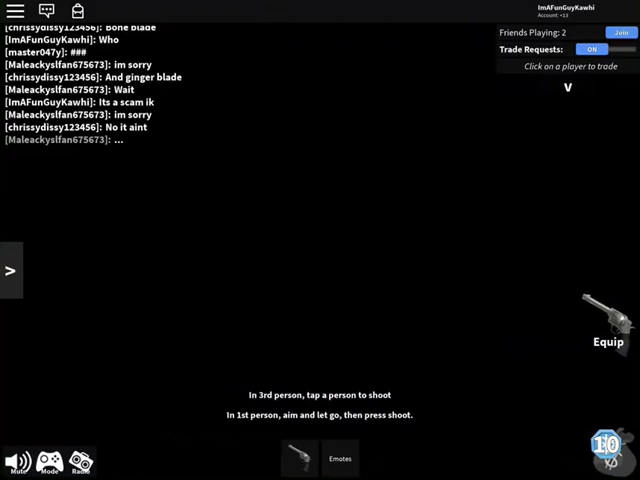 ImAFunGuyKawhi
Account: +13
[chrissydissy123456]: Bone blade
[ImAFunGuyKawhi]: Who
[master047y]: ###
[Maleackyslfan675673]: im sorry
[chrissydissy123456]: And ginger blade
[Maleackyslfan675673]: Wait
[ImAFunGuyKawhi]: Its a scam ik
[Maleackyslfan675673]: im sorry
[chrissydissy123456]: No it aint
[Maleackyslfan675673]: ...
Friends Playing: 2
Join
Trade Requests:
ON
Click on a player to trade
V
>
Equip
In 3rd person, tap a person to shoot
In 1st person, aim and let go, then press shoot.
Mute
Mode
Radio
Emotes
10